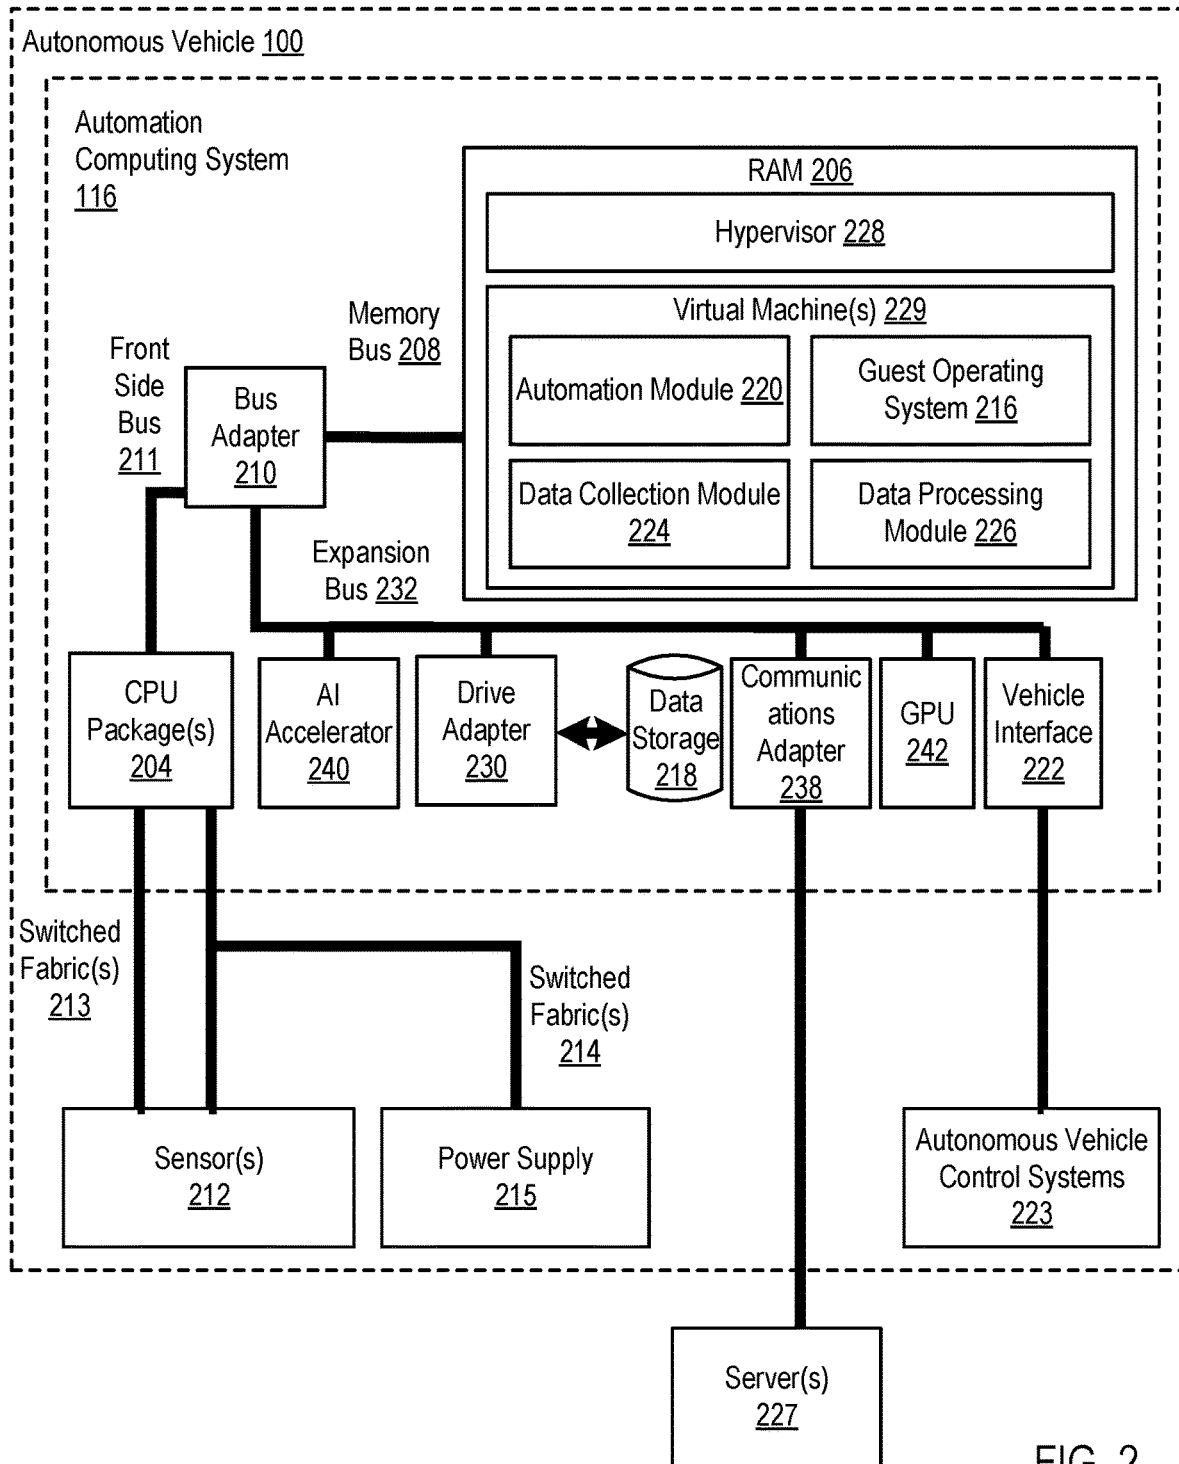 Autonomous Vehicle 100
Automation
Computing System
116
RAM 206
Hypervisor 228
Virtual Machine(s) 229
Automation Module 220
Guest Operating
System 216
Data Collection Module
224
Data Processing
Module 226
Memory
Bus 208
Front
Side
Bus
211
Bus
Adapter
210
Expansion
Bus 232
CPU
Package(s)
204
AI
Accelerator
240
Drive
Adapter
230
Data
Storage
218
Communic
ations
Adapter
238
GPU
242
Vehicle
Interface
222
Switched
Fabric(s)
213
Switched
Fabric(s)
214
Sensor(s)
212
Power Supply
215
Autonomous Vehicle
Control Systems
223
Server(s)
227
FIG. 2